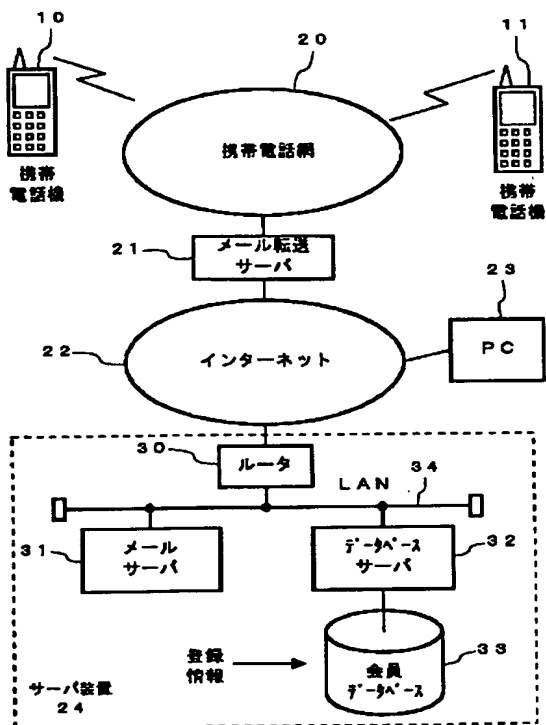 10
20
11
携帯電話網
携帯
電話機
携帯
電話機
21
メール転送
サーバ
23
PC
22
インターネット
30
ルータ
LAN
34
31
メール
サーバ
データベース
サーバ
32
登録
情報
会員
データベース
33
サーバ装置
24